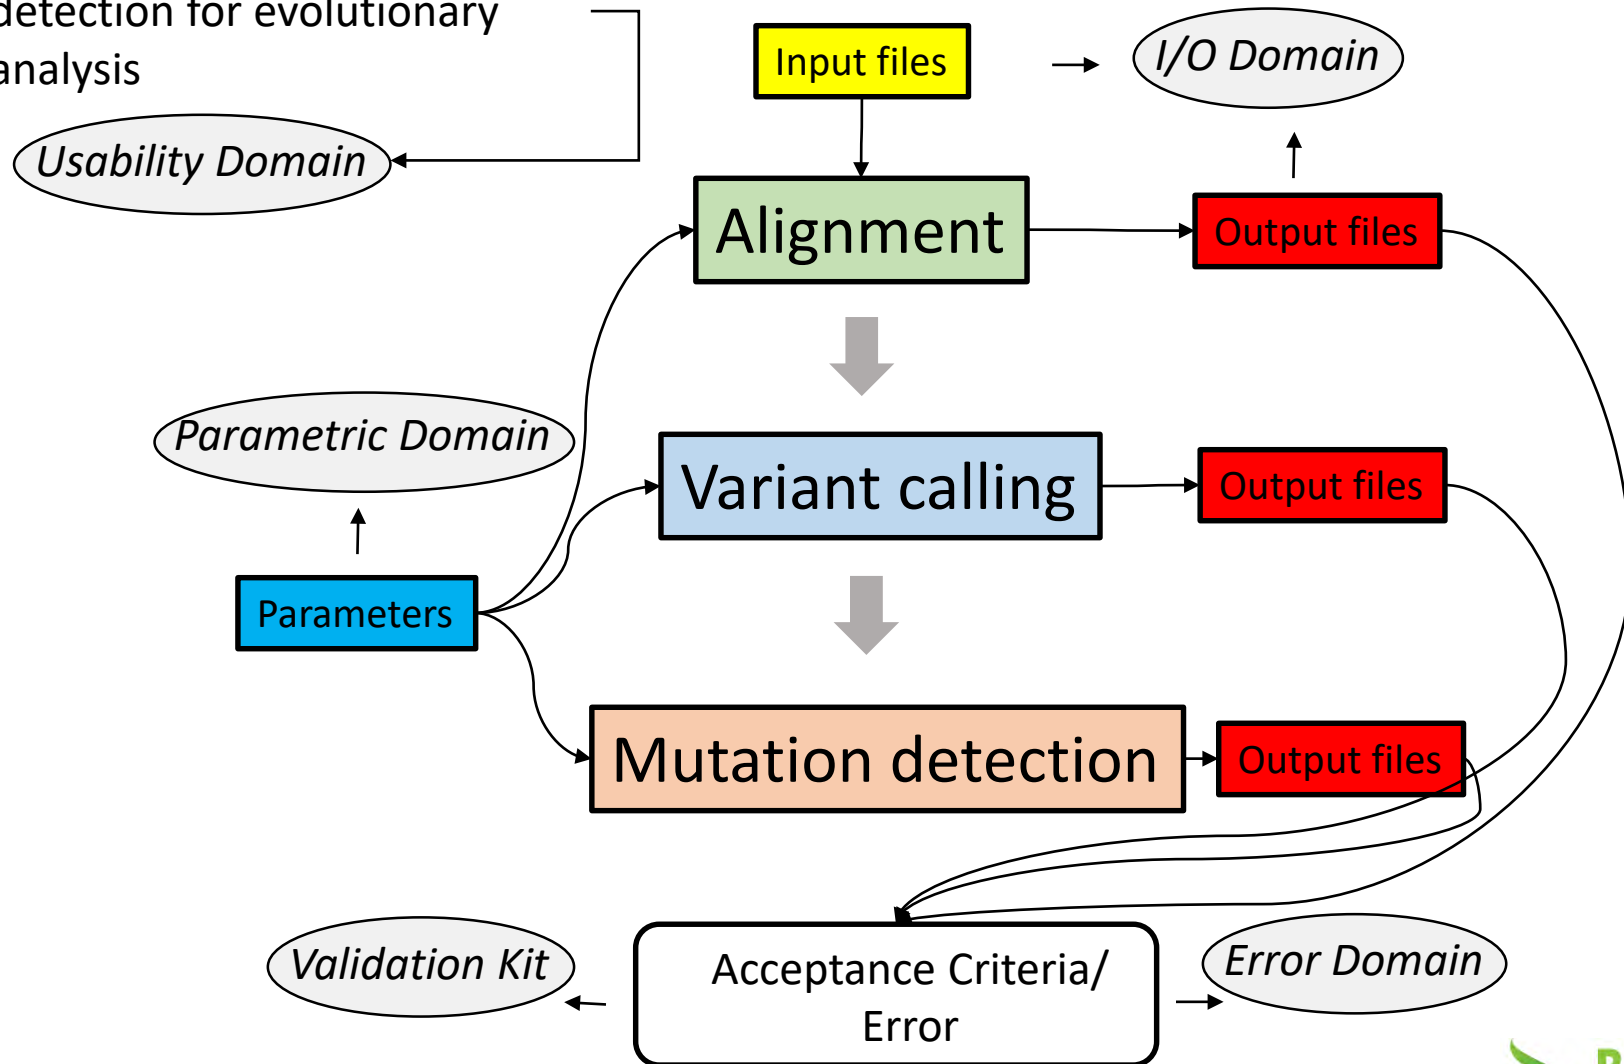 detection for evolutionary
analysis
Input files
I/O Domain
Usability Domain
Alignment
Output files
Parametric Domain
Variant calling
Output files
Parameters
Mutation detection
Output files
Validation Kit
Acceptance Criteria/
Error
Error Domain